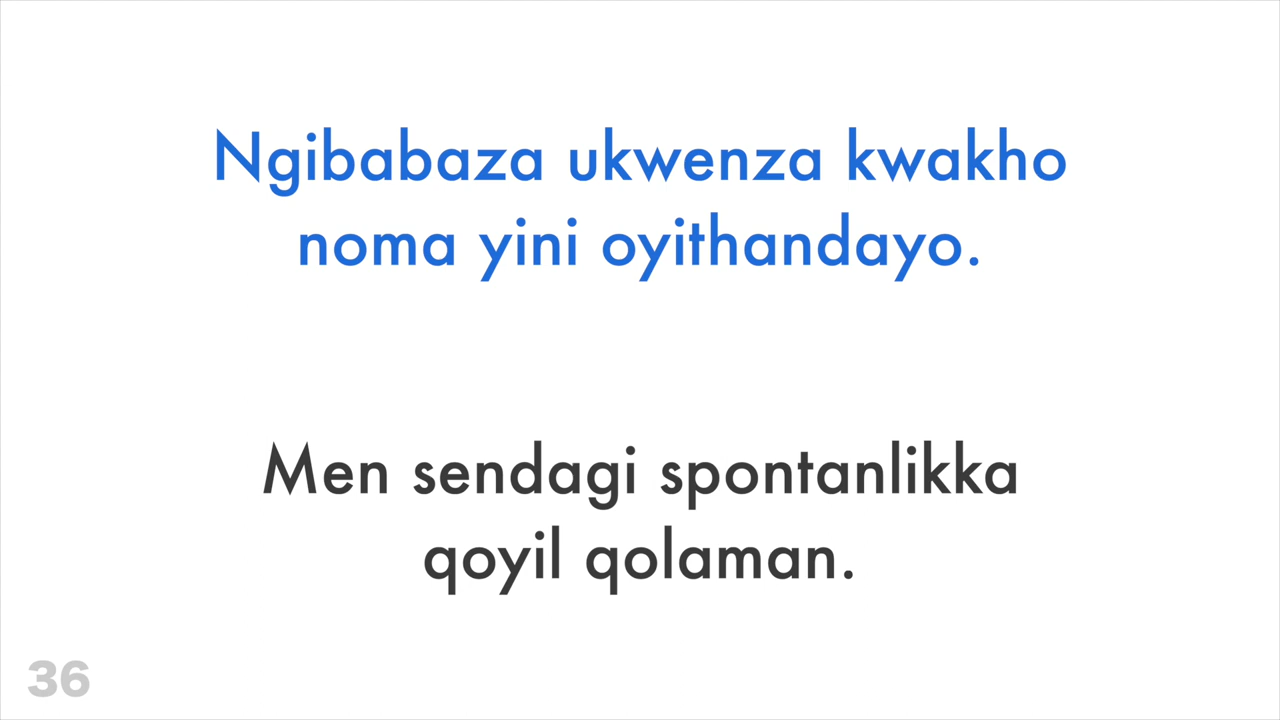 Ngibabaza ukwenza kwakho
noma yini oyithandayo.
Men sendagi spontanlikka
qoyil qolaman.
36